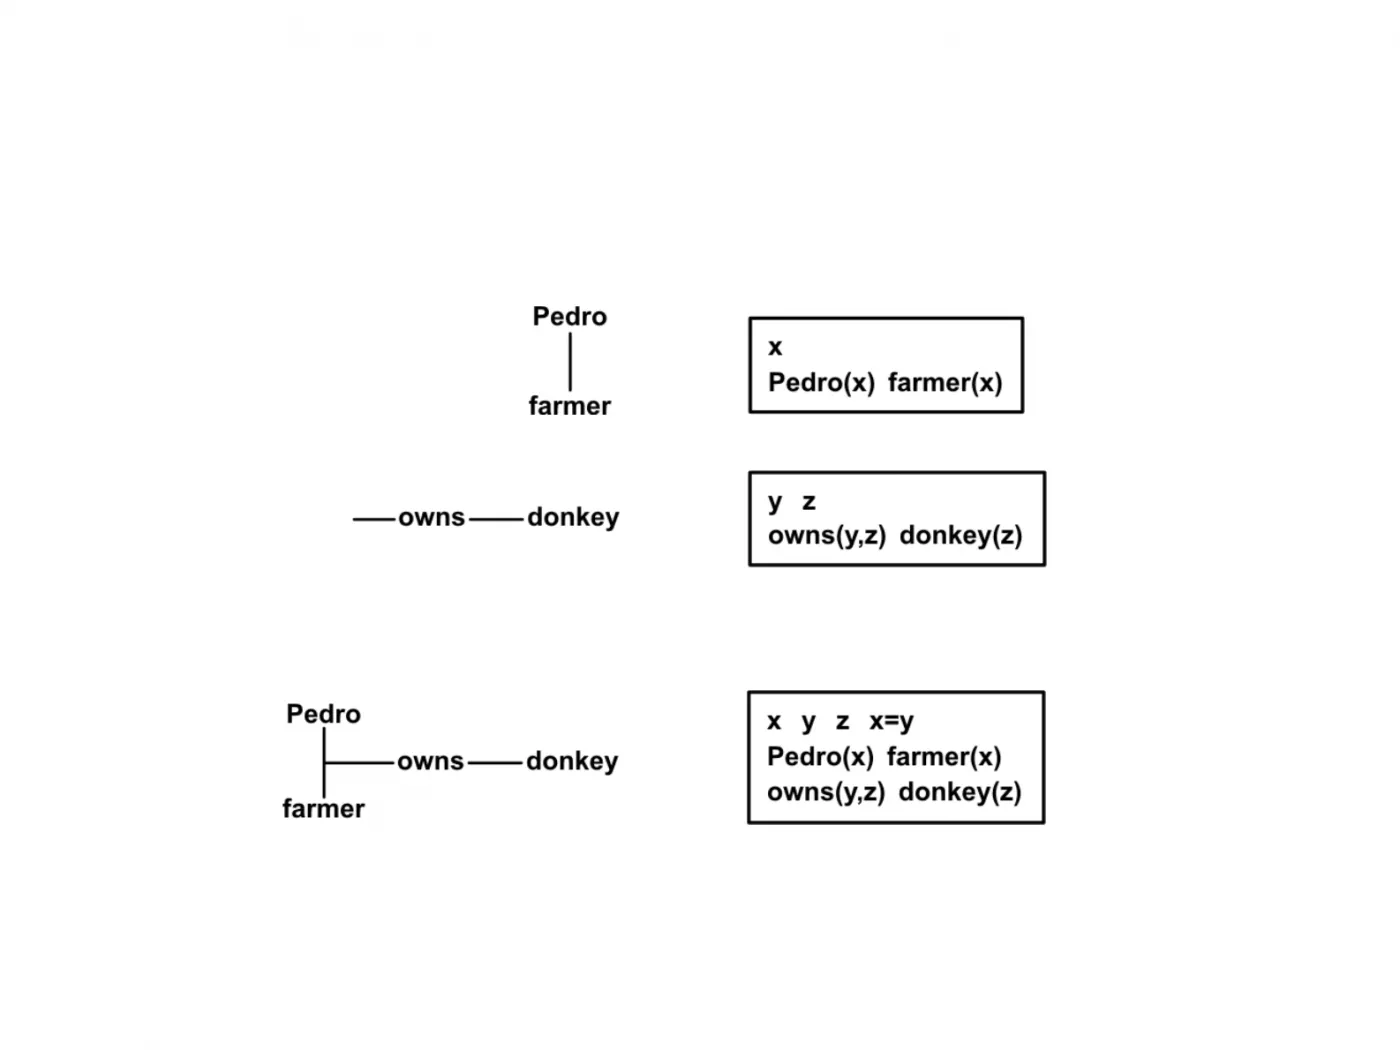 Pedro
farmer
x
Pedro(x) farmer(x)
owns donkey
y z
owns(y,z) donkey(z)
Pedro
owns donkey
farmer
x y z x=y
Pedro(x) farmer(x)
owns(y,z) donkey(z)